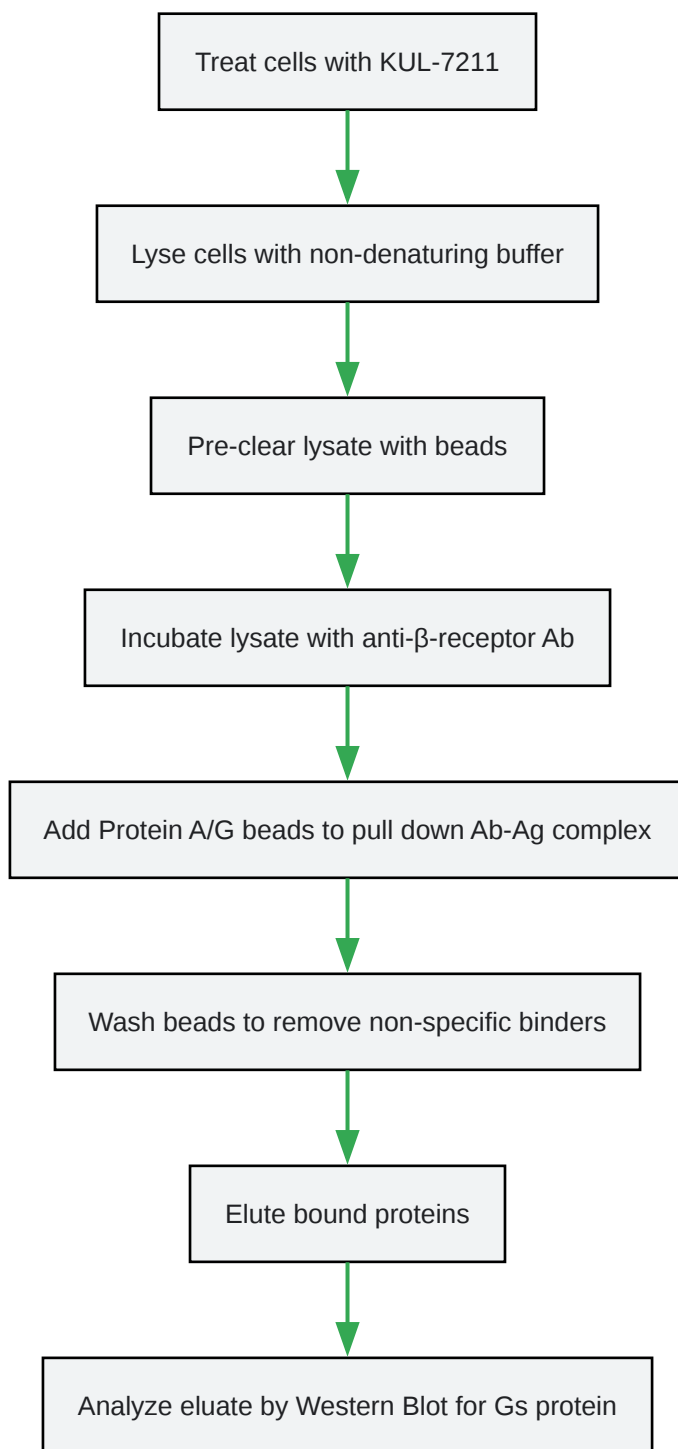 Treat cells with KUL-7211
Lyse cells with non-denaturing buffer
Pre-clear lysate with beads
Incubate lysate with anti-β-receptor Ab
Add Protein A/G beads to pull down Ab-Ag complex
Wash beads to remove non-specific binders
Elute bound proteins
Analyze eluate by Western Blot for Gs protein